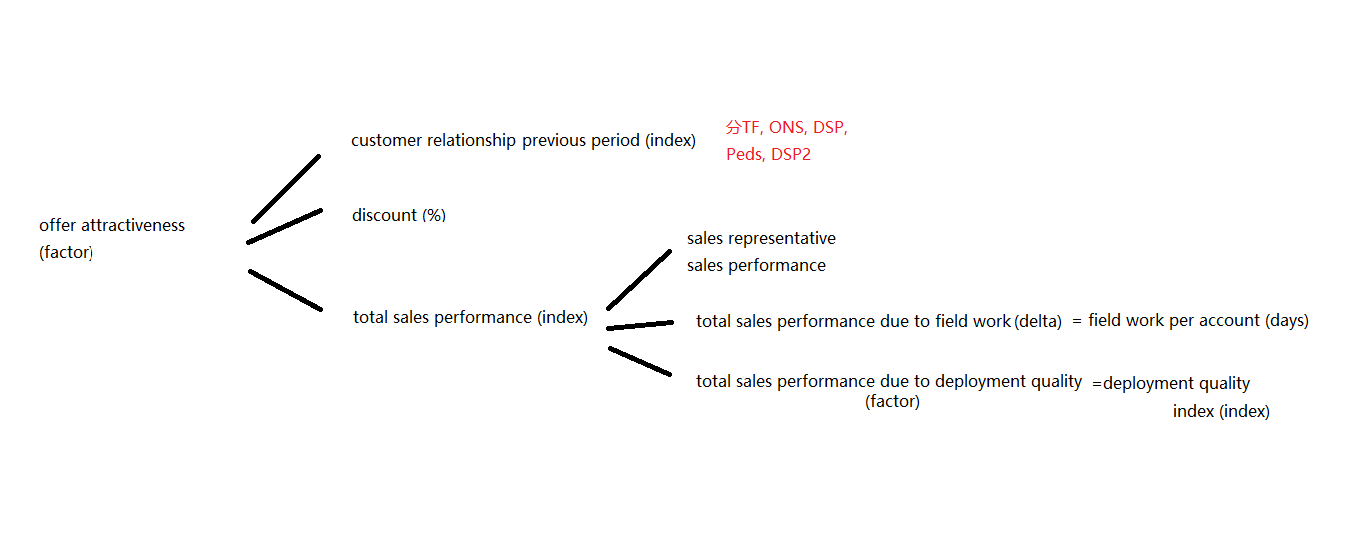 customer relationship previous period (index)
分TF, ONS, DSP,
Peds, DSP2
offer attractiveness
(factor)
discount (%)
total sales performance (index)
sales representative
sales performance
total sales performance due to field work (delta) = field work per account (days)
total sales performance due to deployment quality =deployment quality
(factor)
index (index)